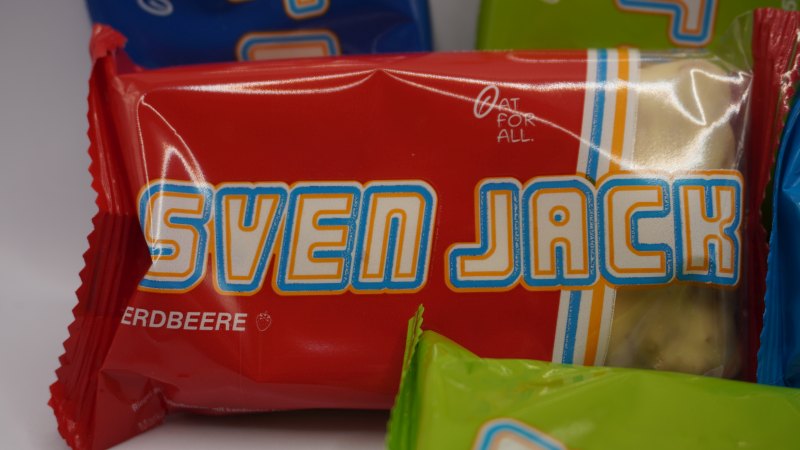 OAT
FOR
ALL.
SVEN JACK
ERDBEERE